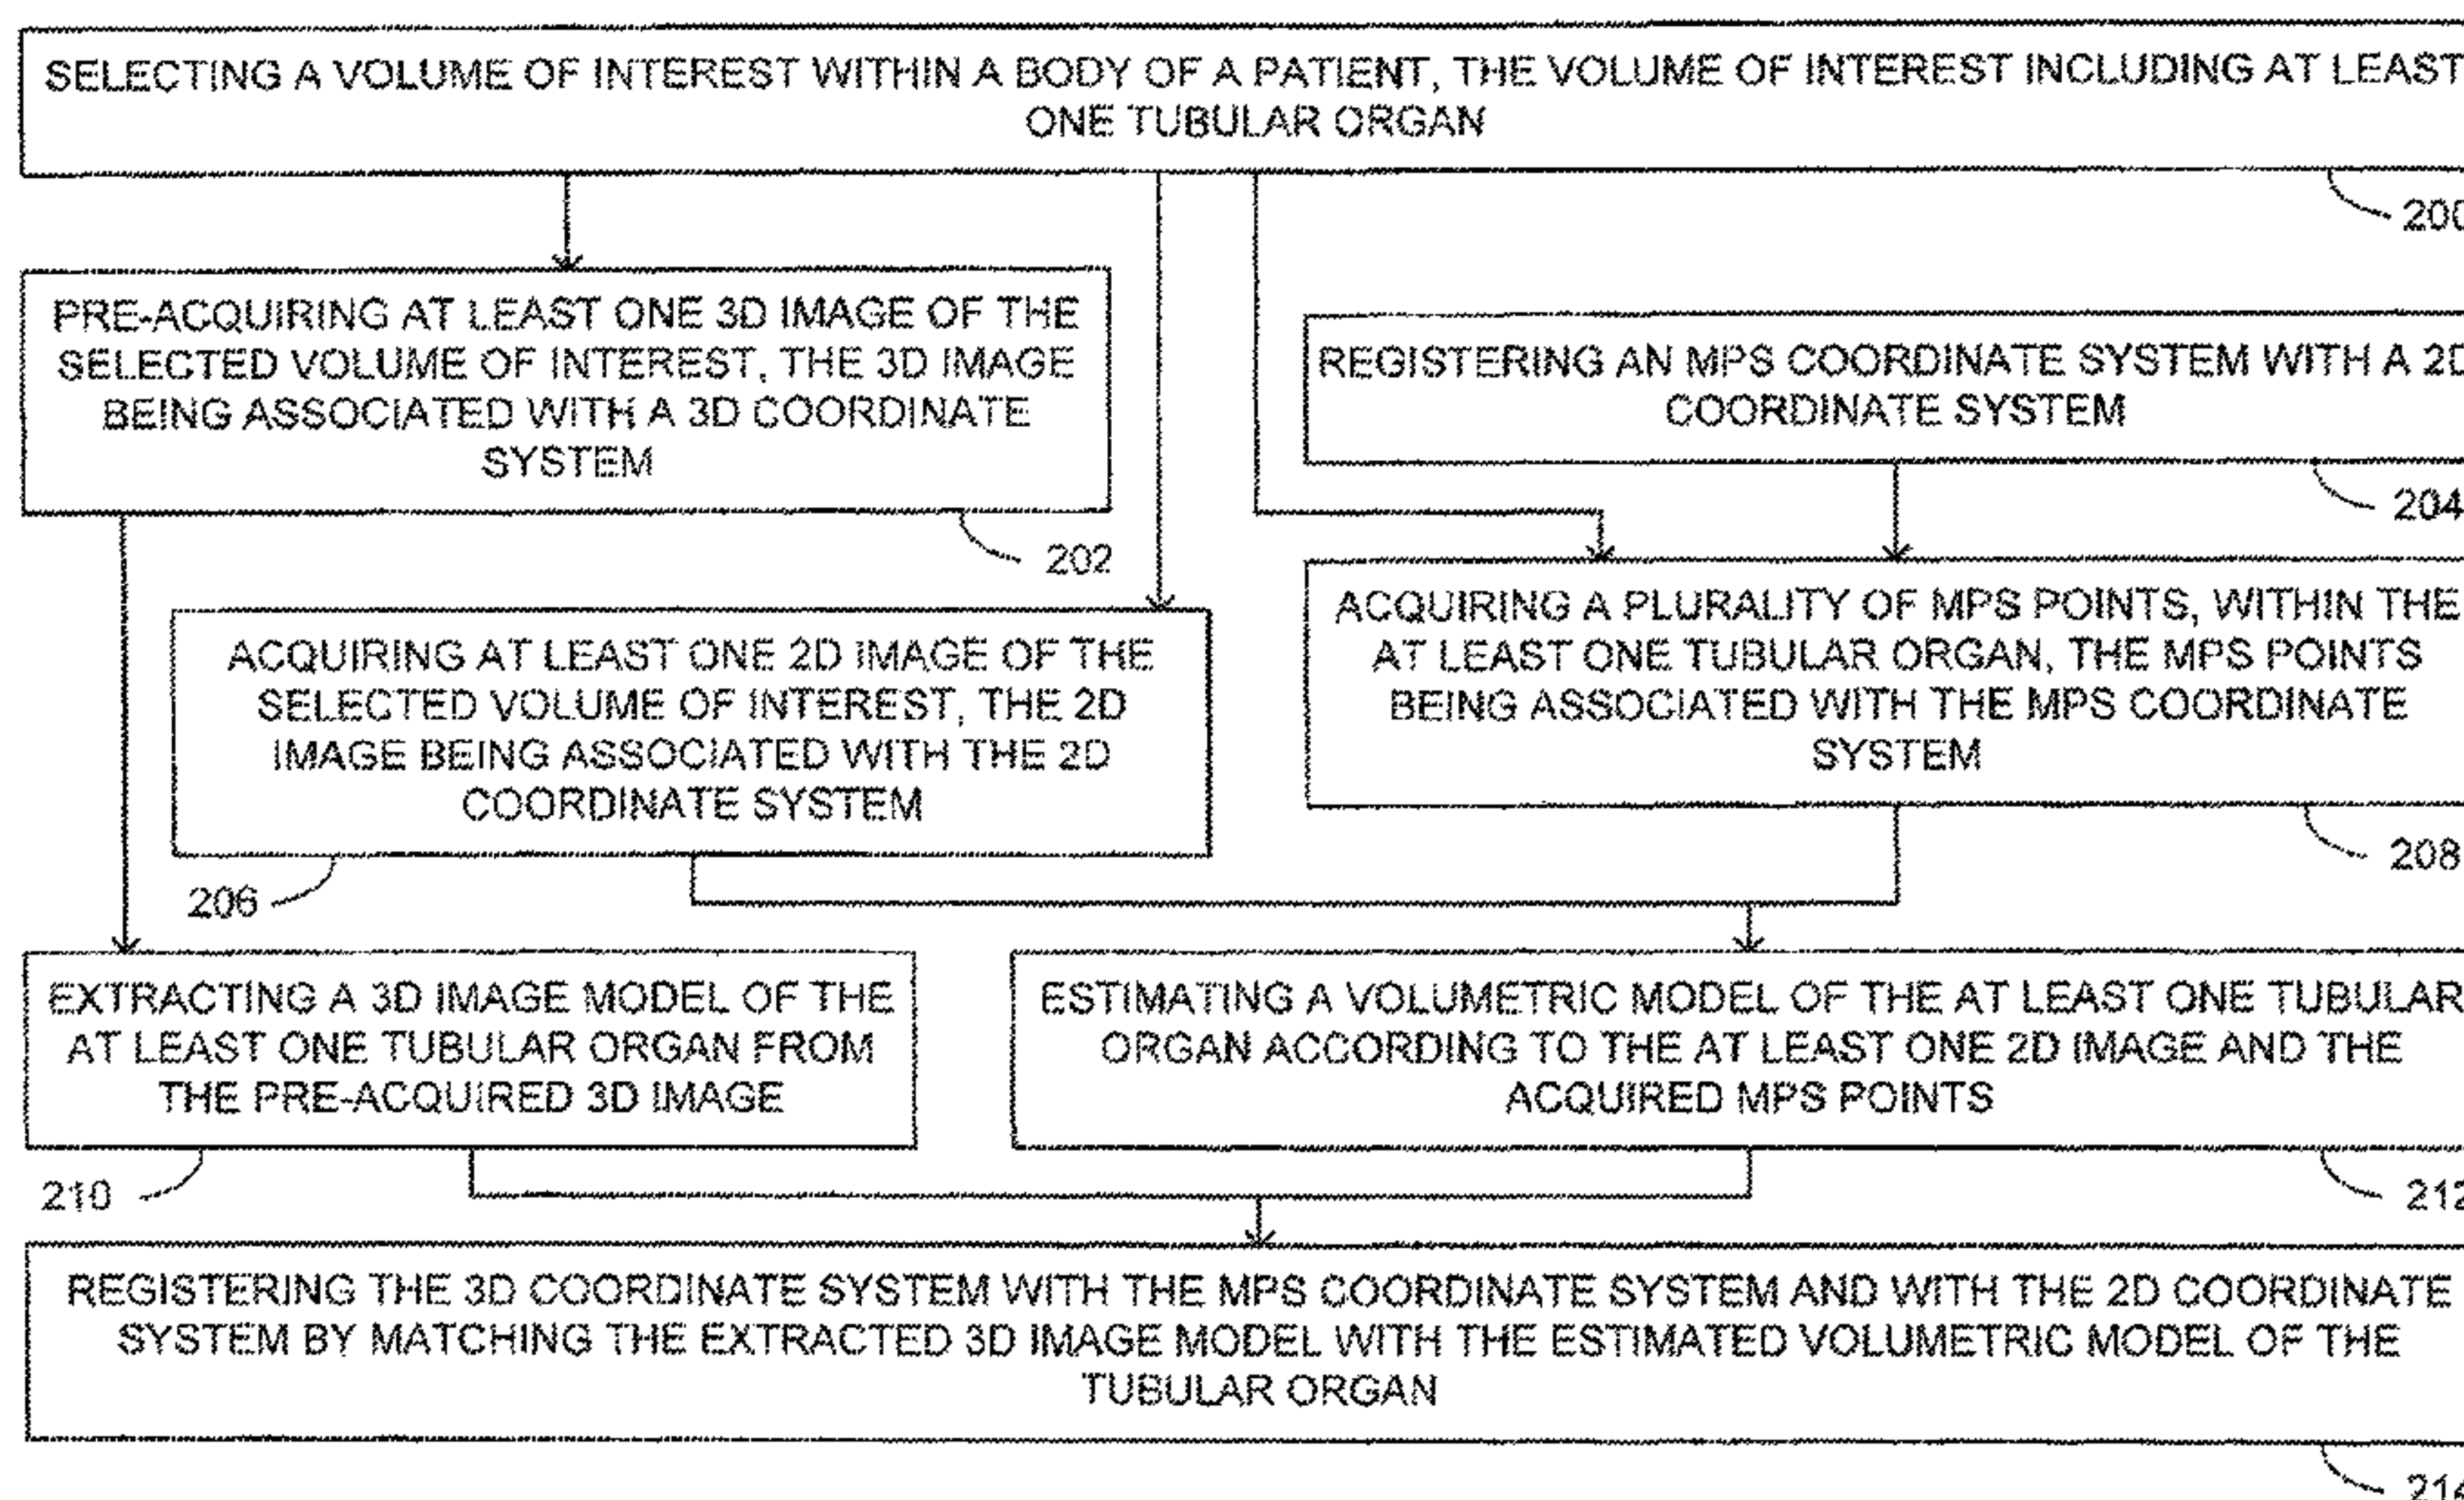 SELECTING A VOLUME OF INTEREST WITHIN A BODY OF A PATIENT, THE VOLUME OF INTEREST INCLUDING AT LEAST
ONE TUBULAR ORGAN
200
PRE-ACQUIRING AT LEAST ONE 3D IMAGE OF THE
SELECTED VOLUME OF INTEREST, THE 3D IMAGE
BEING ASSOCIATED WITH A 3D COORDINATE
SYSTEM
202
REGISTERING AN MPS COORDINATE SYSTEM WITH A 2D
COORDINATE SYSTEM
204
ACQUIRING AT LEAST ONE 2D IMAGE OF THE
SELECTED VOLUME OF INTEREST, THE 2D
IMAGE BEING ASSOCIATED WITH THE 2D
COORDINATE SYSTEM
206
ACQUIRING A PLURALITY OF MPS POINTS, WITHIN THE
AT LEAST ONE TUBULAR ORGAN, THE MPS POINTS
BEING ASSOCIATED WITH THE MPS COORDINATE
SYSTEM
208
EXTRACTING A 3D IMAGE MODEL OF THE
AT LEAST ONE TUBULAR ORGAN FROM
THE PRE-ACQUIRED 3D IMAGE
210
ESTIMATING A VOLUMETRIC MODEL OF THE AT LEAST ONE TUBULAR
ORGAN ACCORDING TO THE AT LEAST ONE 2D IMAGE AND THE
ACQUIRED MPS POINTS
212
REGISTERING THE 3D COORDINATE SYSTEM WITH THE MPS COORDINATE SYSTEM AND WITH THE 2D COORDINATE
SYSTEM BY MATCHING THE EXTRACTED 3D IMAGE MODEL WITH THE ESTIMATED VOLUMETRIC MODEL OF THE
TUBULAR ORGAN